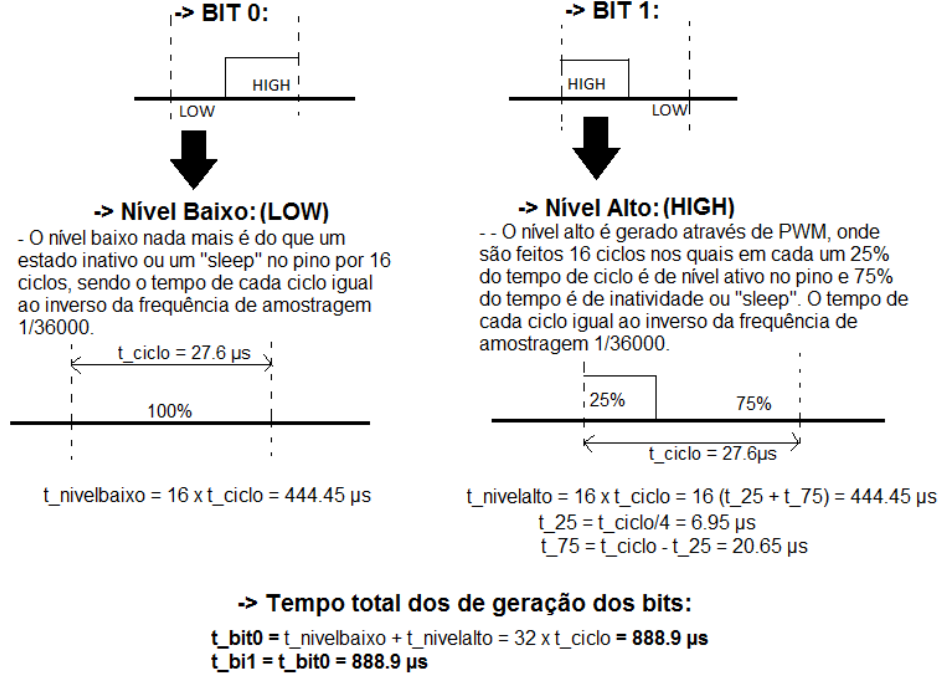 -> BIT 0:
HIGH
LOW
-> Nível Baixo: (LOW)
- O nível baixo nada mais é do que um
estado inativo ou um "sleep" no pino por 16
ciclos, sendo o tempo de cada ciclo igual
ao inverso da frequência de amostragem
1/36000.
t_ciclo = 27.6 µs
100%
t_nivelbaixo = 16 x t_ciclo = 444.45 µs
-> BIT 1:
HIGH
LOW
-> Nível Alto: (HIGH)
- - O nível alto é gerado através de PWM, onde
são feitos 16 ciclos nos quais em cada um 25%
do tempo de ciclo é de nível ativo no pino e 75%
do tempo é de inatividade ou "sleep". O tempo de
cada ciclo igual ao inverso da frequência de
amostragem 1/36000.
25% 75%
t_ciclo = 27.6µs
t_nivelalto = 16 x t_ciclo = 16 (t_25 + t_75) = 444.45 µs
t_25 = t_ciclo/4 = 6.95 µs
t_75 = t_ciclo - t_25 = 20.65 µs
-> Tempo total dos de geração dos bits:
t_bit0 = t_nivelbaixo + t_nivelalto = 32 x t_ciclo = 888.9 µs
t_bi1 = t_bit0 = 888.9 µs